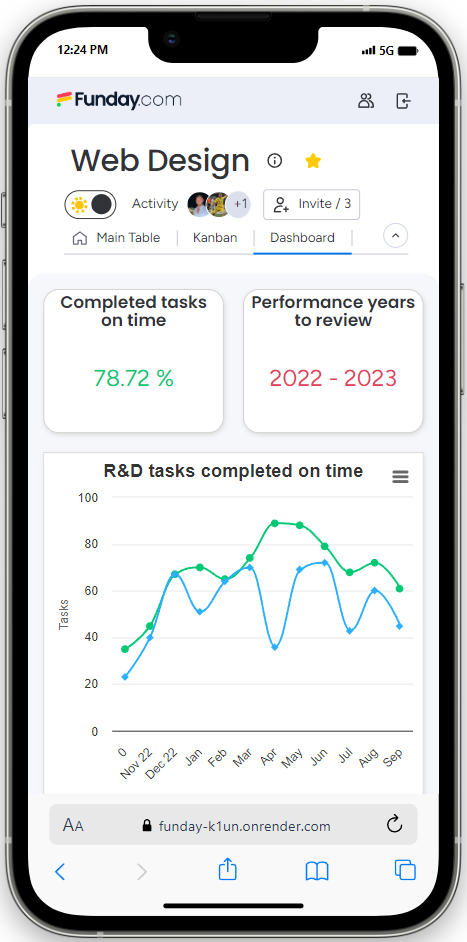 12:24 PM
5G
Funday.com
Web Design
Activity
+1
Invite / 3
Main Table
Kanban
Dashboard
Completed tasks
on time
78.72 %
Performance years
to review
2022 - 2023
R&D tasks completed on time
Tasks
100
80
60
40
20
0
0
Nov 22
Dec 22
Jan
Feb
Mar
Apr
May
Jun
Jul
Aug
Sep
AA
funday-k1un.onrender.com